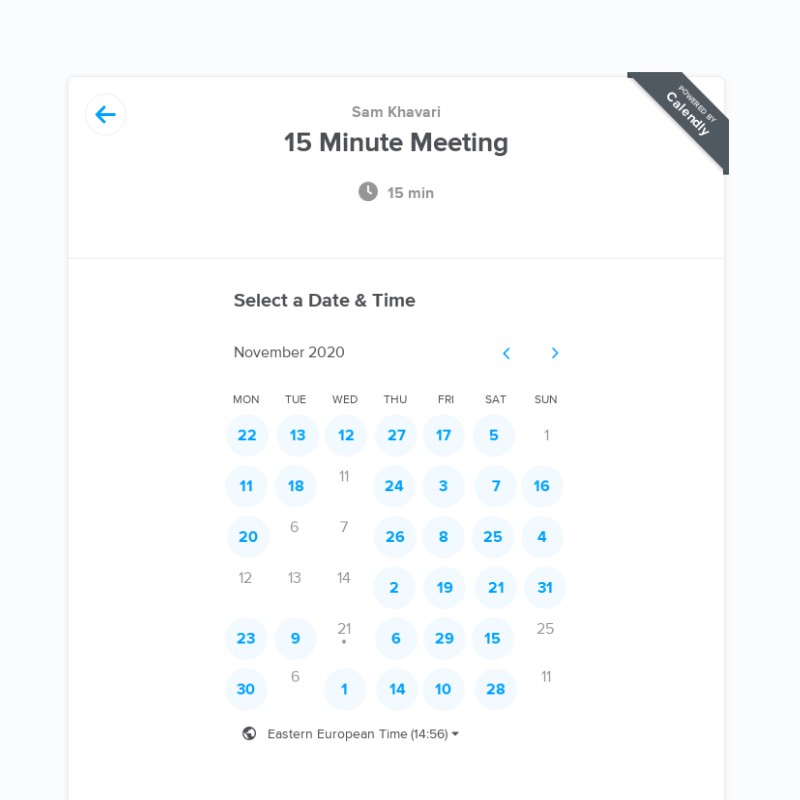 POWERED BY
Calendly
Sam Khavari
15 Minute Meeting
15 min
Select a Date & Time
November 2020
MON TUE WED THU FRI SAT SUN
22 13 12 27 17 5 1
11 18 11 24 3 7 16
20 6 7 26 8 25 4
12 13 14 2 19 21 31
23 9 21 6 29 15 25
30 6 1 14 10 28 11
Eastern European Time (14:56)